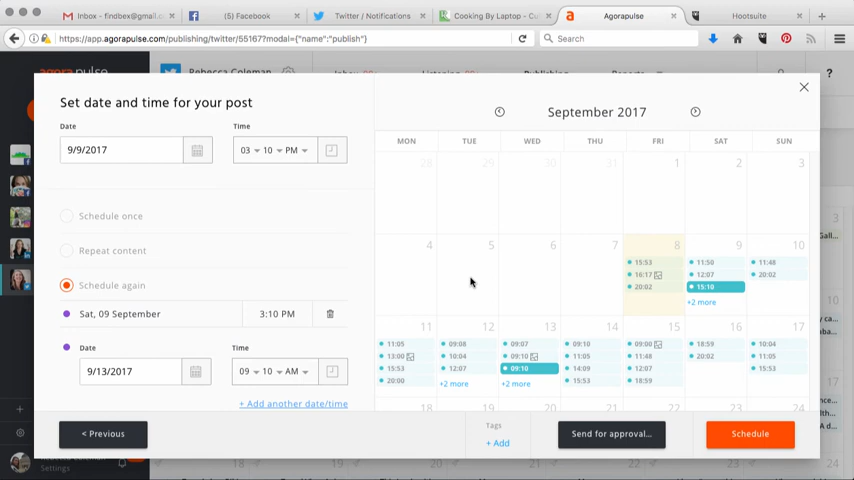 Inbox - findbex@gmail.c
(5) Facebook
Twitter / Notifications
Cooking By Laptop - Cu
Agorapulse
Hootsuite
https://app.agorapulse.com/publishing/twitter/55167?modal={"name":"publish"}
Search
agorapulse
Rebecca Coleman
Set date and time for your post
Date
Time
9/9/2017
03 10 PM
Schedule once
Repeat content
Schedule again
Sat, 09 September
3:10 PM
Date
Time
9/13/2017
09 10 AM
+ Add another date/time
September 2017
MON TUE WED THU FRI SAT SUN
28 29 30 31 1 2 3
4 5 6 7 8 9 10
15:53 11:50 11:48
16:17 12:07 20:02
20:02 15:10
+2 more
11 12 13 14 15 16 17
11:05 09:08 09:07 09:10 09:00 18:59 10:04
13:00 10:04 09:10 11:05 11:48 20:02 11:05
15:53 12:07 09:10 14:09 12:07 15:53
20:00 +2 more +2 more 15:53 18:59
18 19 20 21 22 23 24
< Previous
Tags
+ Add
Send for approval...
Schedule
Settings